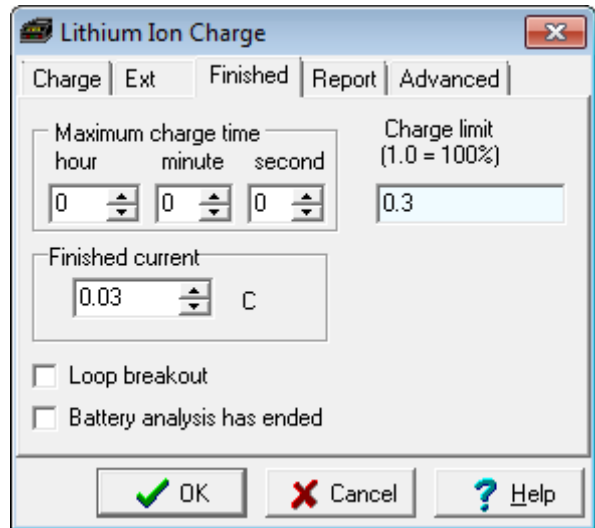 Lithium Ion Charge
Charge Ext Finished Report Advanced
Maximum charge time
hour minute second
0 0 0
Charge limit
(1.0 = 100%)
0.3
Finished current
0.03 C
Loop breakout
Battery analysis has ended
OK Cancel ? Help